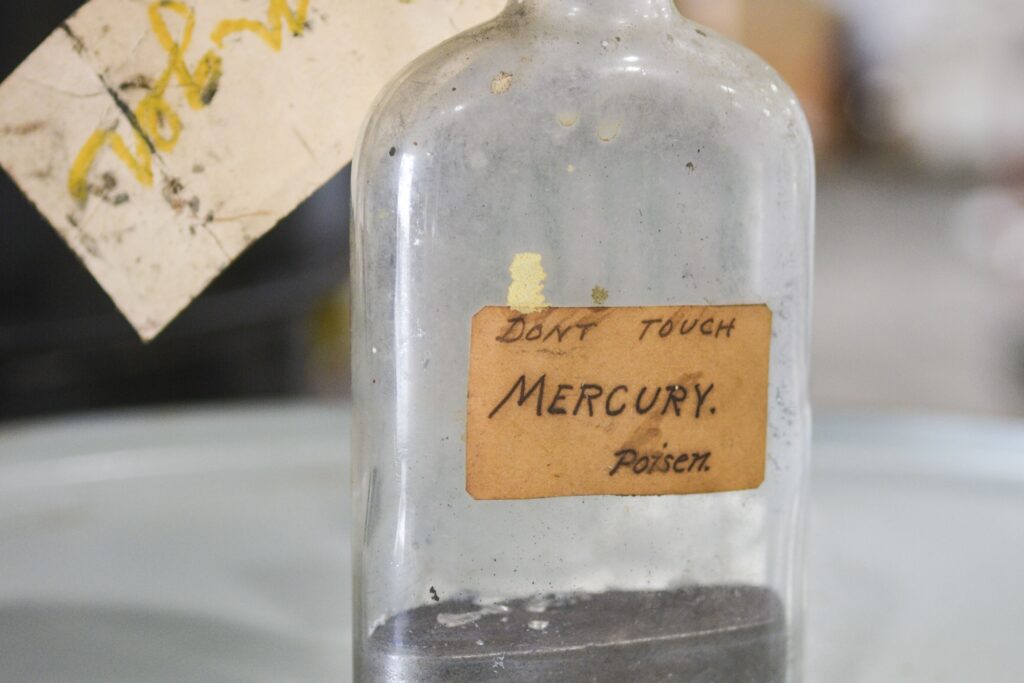 DONT TOUCH
MERCURY.
Poisen.